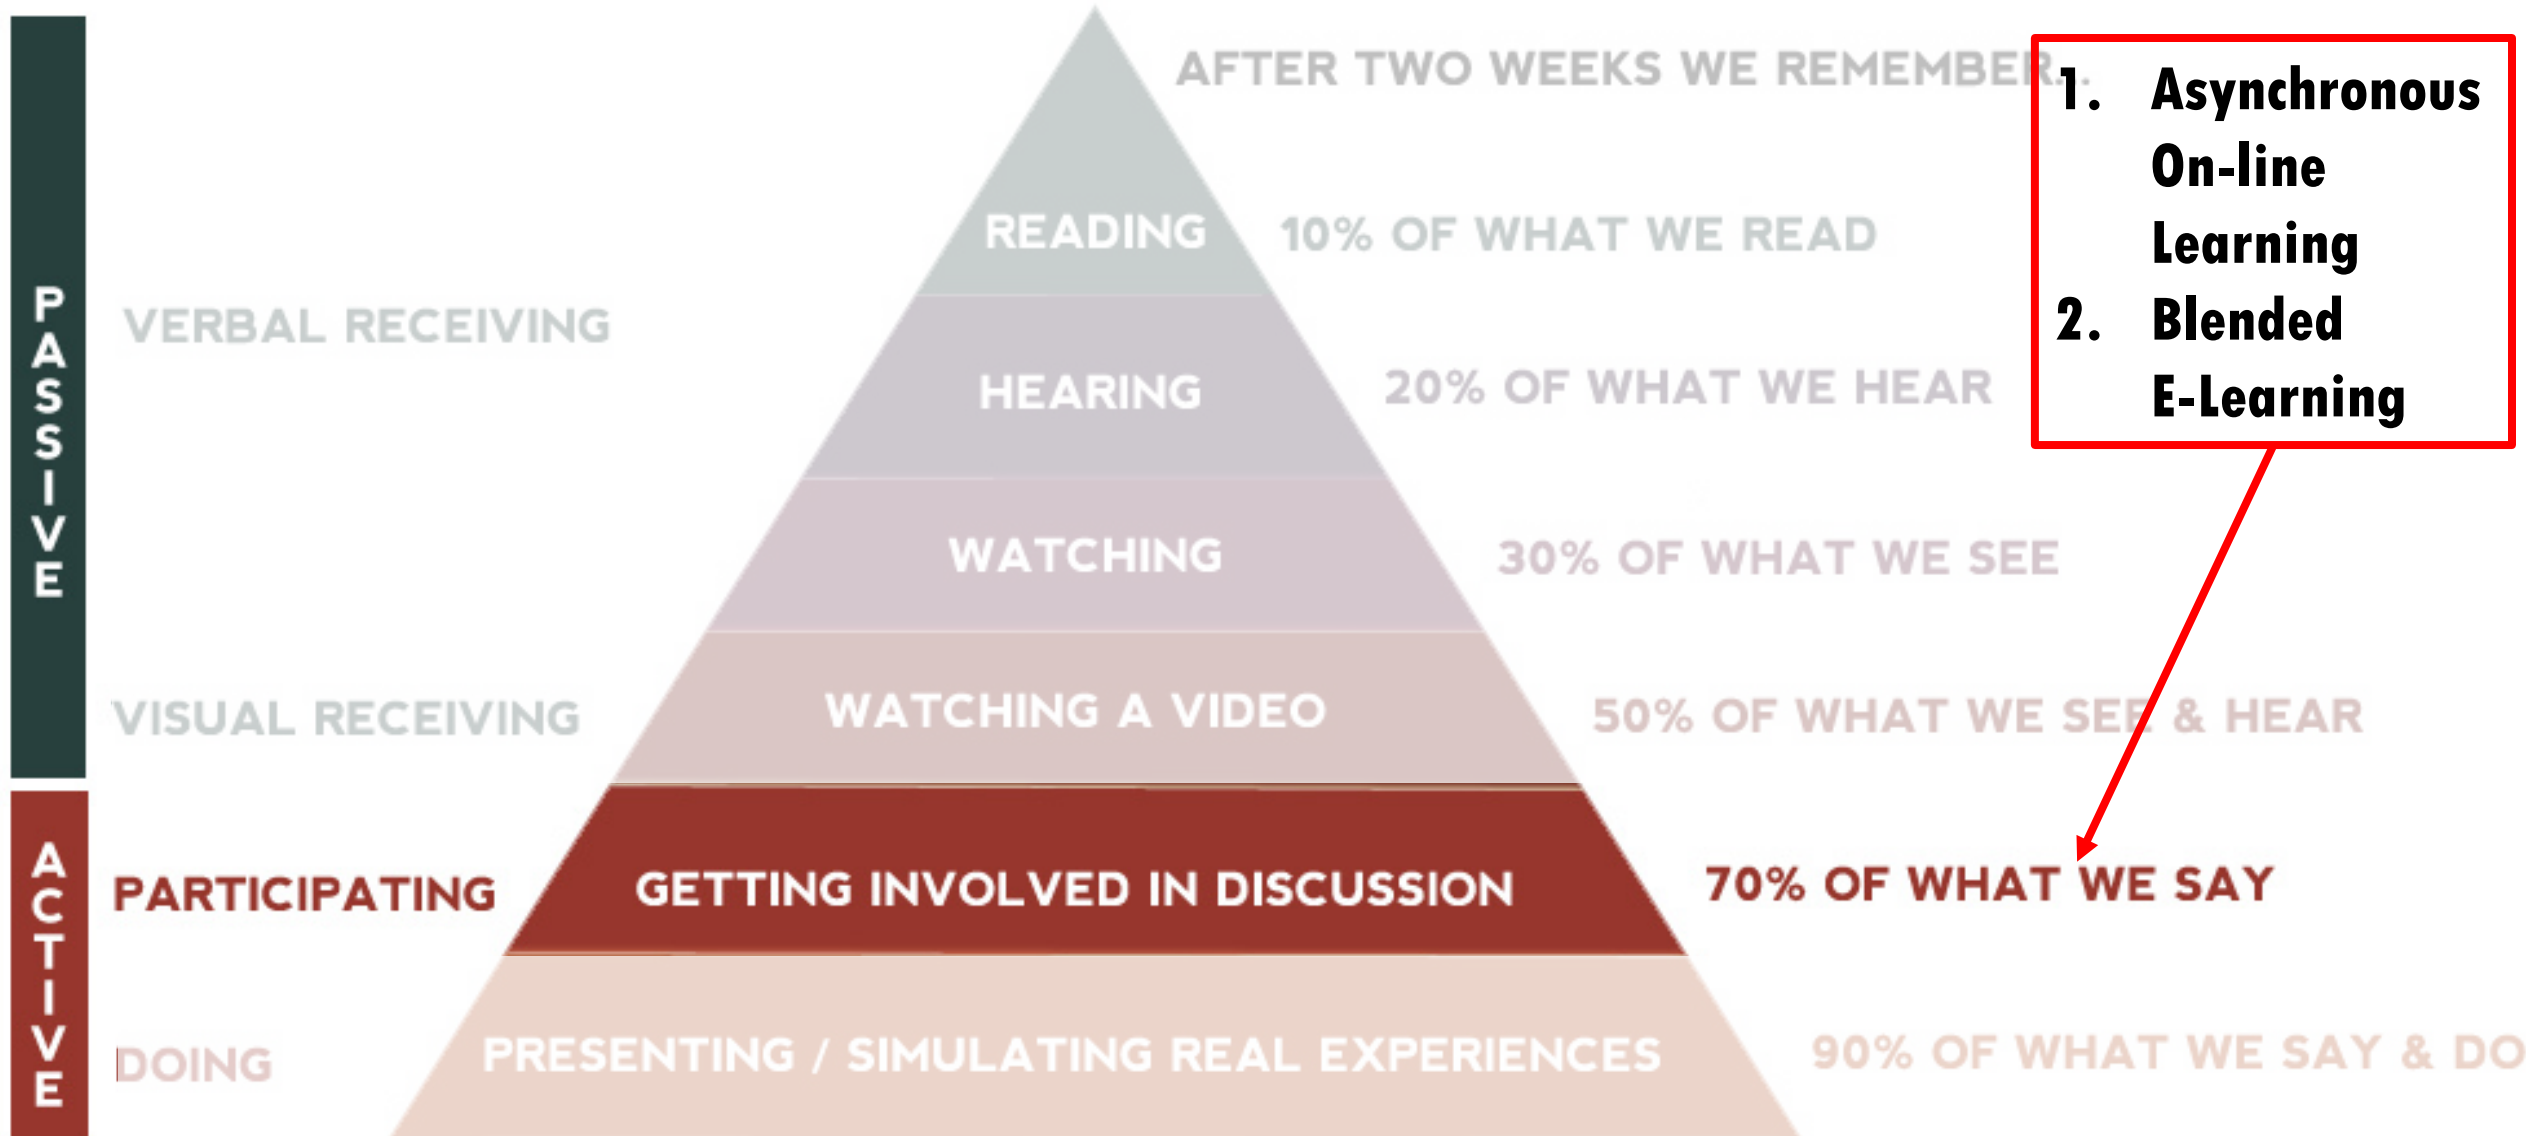 AFTER TWO WEEKS WE REMEMBER...
1. Asynchronous
On-line
Learning
2. Blended
E-Learning
PASSIVE
VERBAL RECEIVING
READING
10% OF WHAT WE READ
HEARING
20% OF WHAT WE HEAR
WATCHING
30% OF WHAT WE SEE
VISUAL RECEIVING
WATCHING A VIDEO
50% OF WHAT WE SEE & HEAR
ACTIVE
PARTICIPATING
GETTING INVOLVED IN DISCUSSION
70% OF WHAT WE SAY
DOING
PRESENTING / SIMULATING REAL EXPERIENCES
90% OF WHAT WE SAY & DO